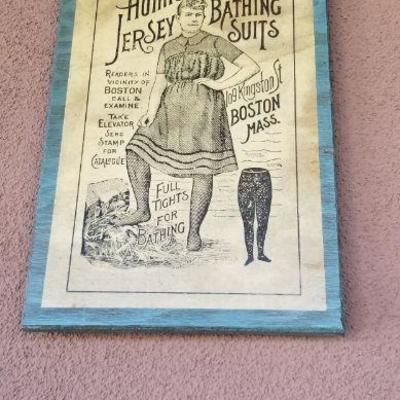 JERSEY BATHING SUITS
READERS IN
VICINITY OF
BOSTON
CALL &
EXAMINE.
TAKE
ELEVATOR
SEND
STAMP
FOR
CATALOGUE
109 Kingston St
BOSTON
MASS.
FULL
TIGHTS
FOR
BATHING